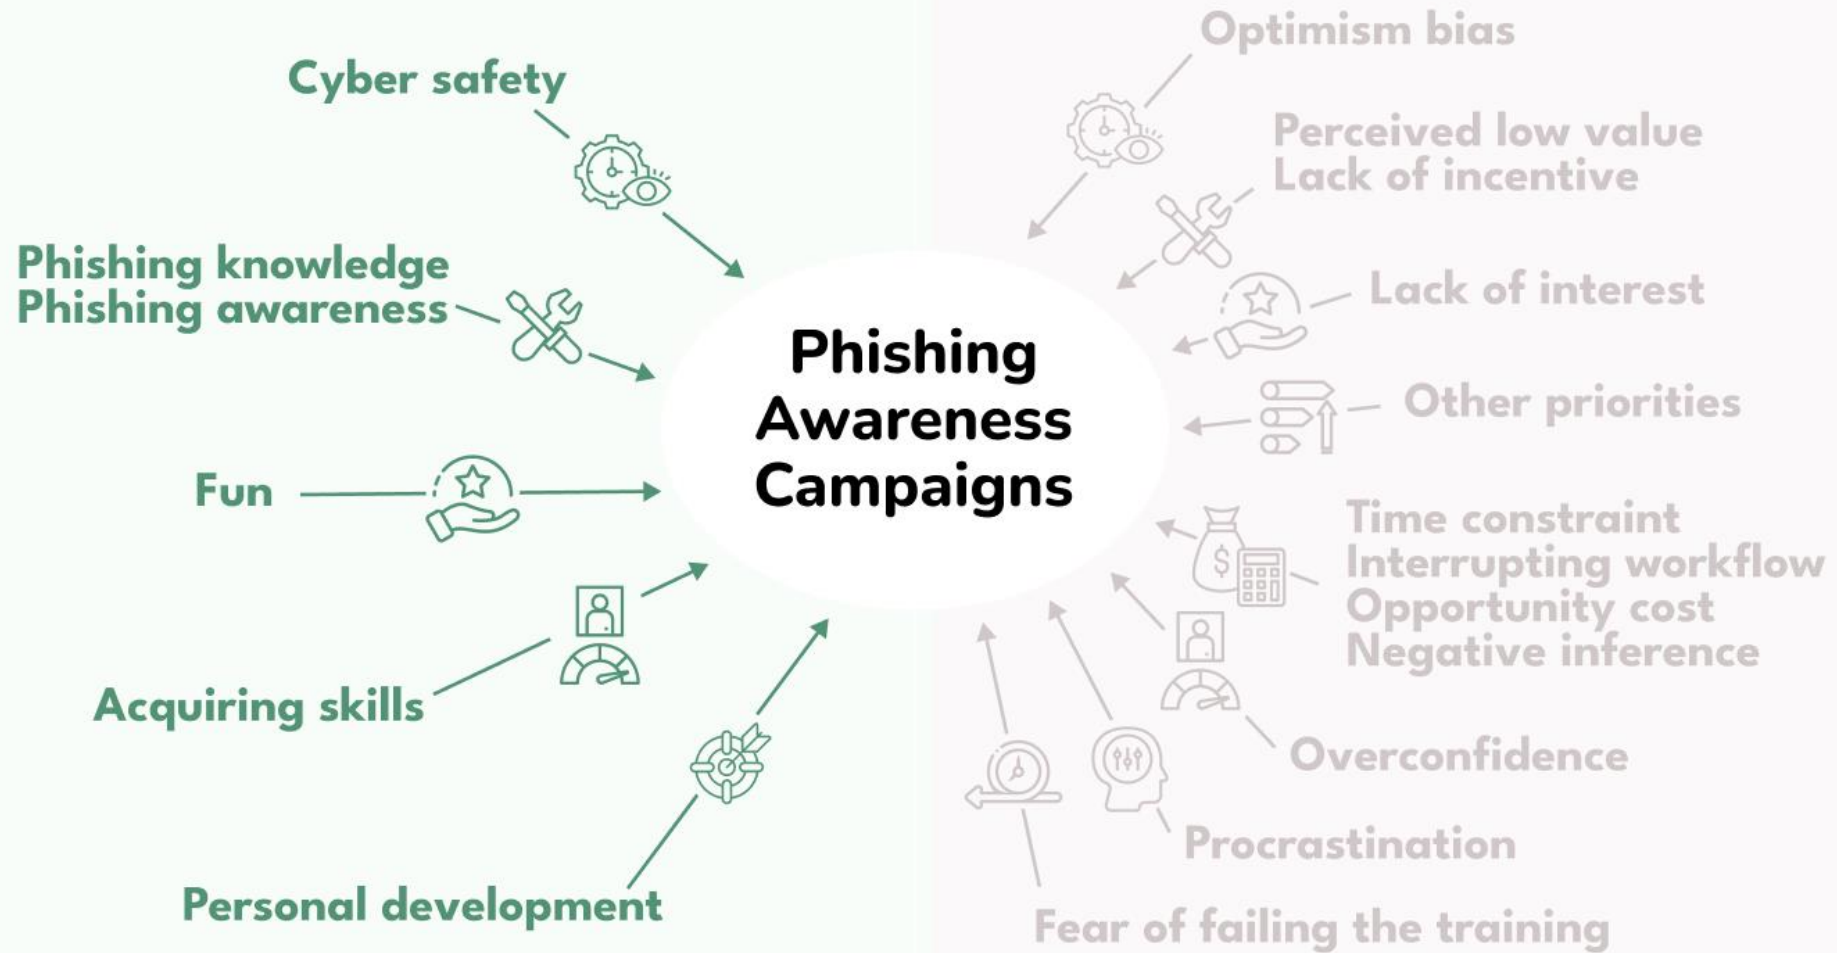 Cyber safety
Phishing knowledge
Phishing awareness
Fun
Acquiring skills
Personal development
Phishing
Awareness
Campaigns
Optimism bias
Perceived low value
Lack of incentive
Lack of interest
Other priorities
$
Time constraint
Interrupting workflow
Opportunity cost
Negative inference
Overconfidence
Procrastination
Fear of failing the training